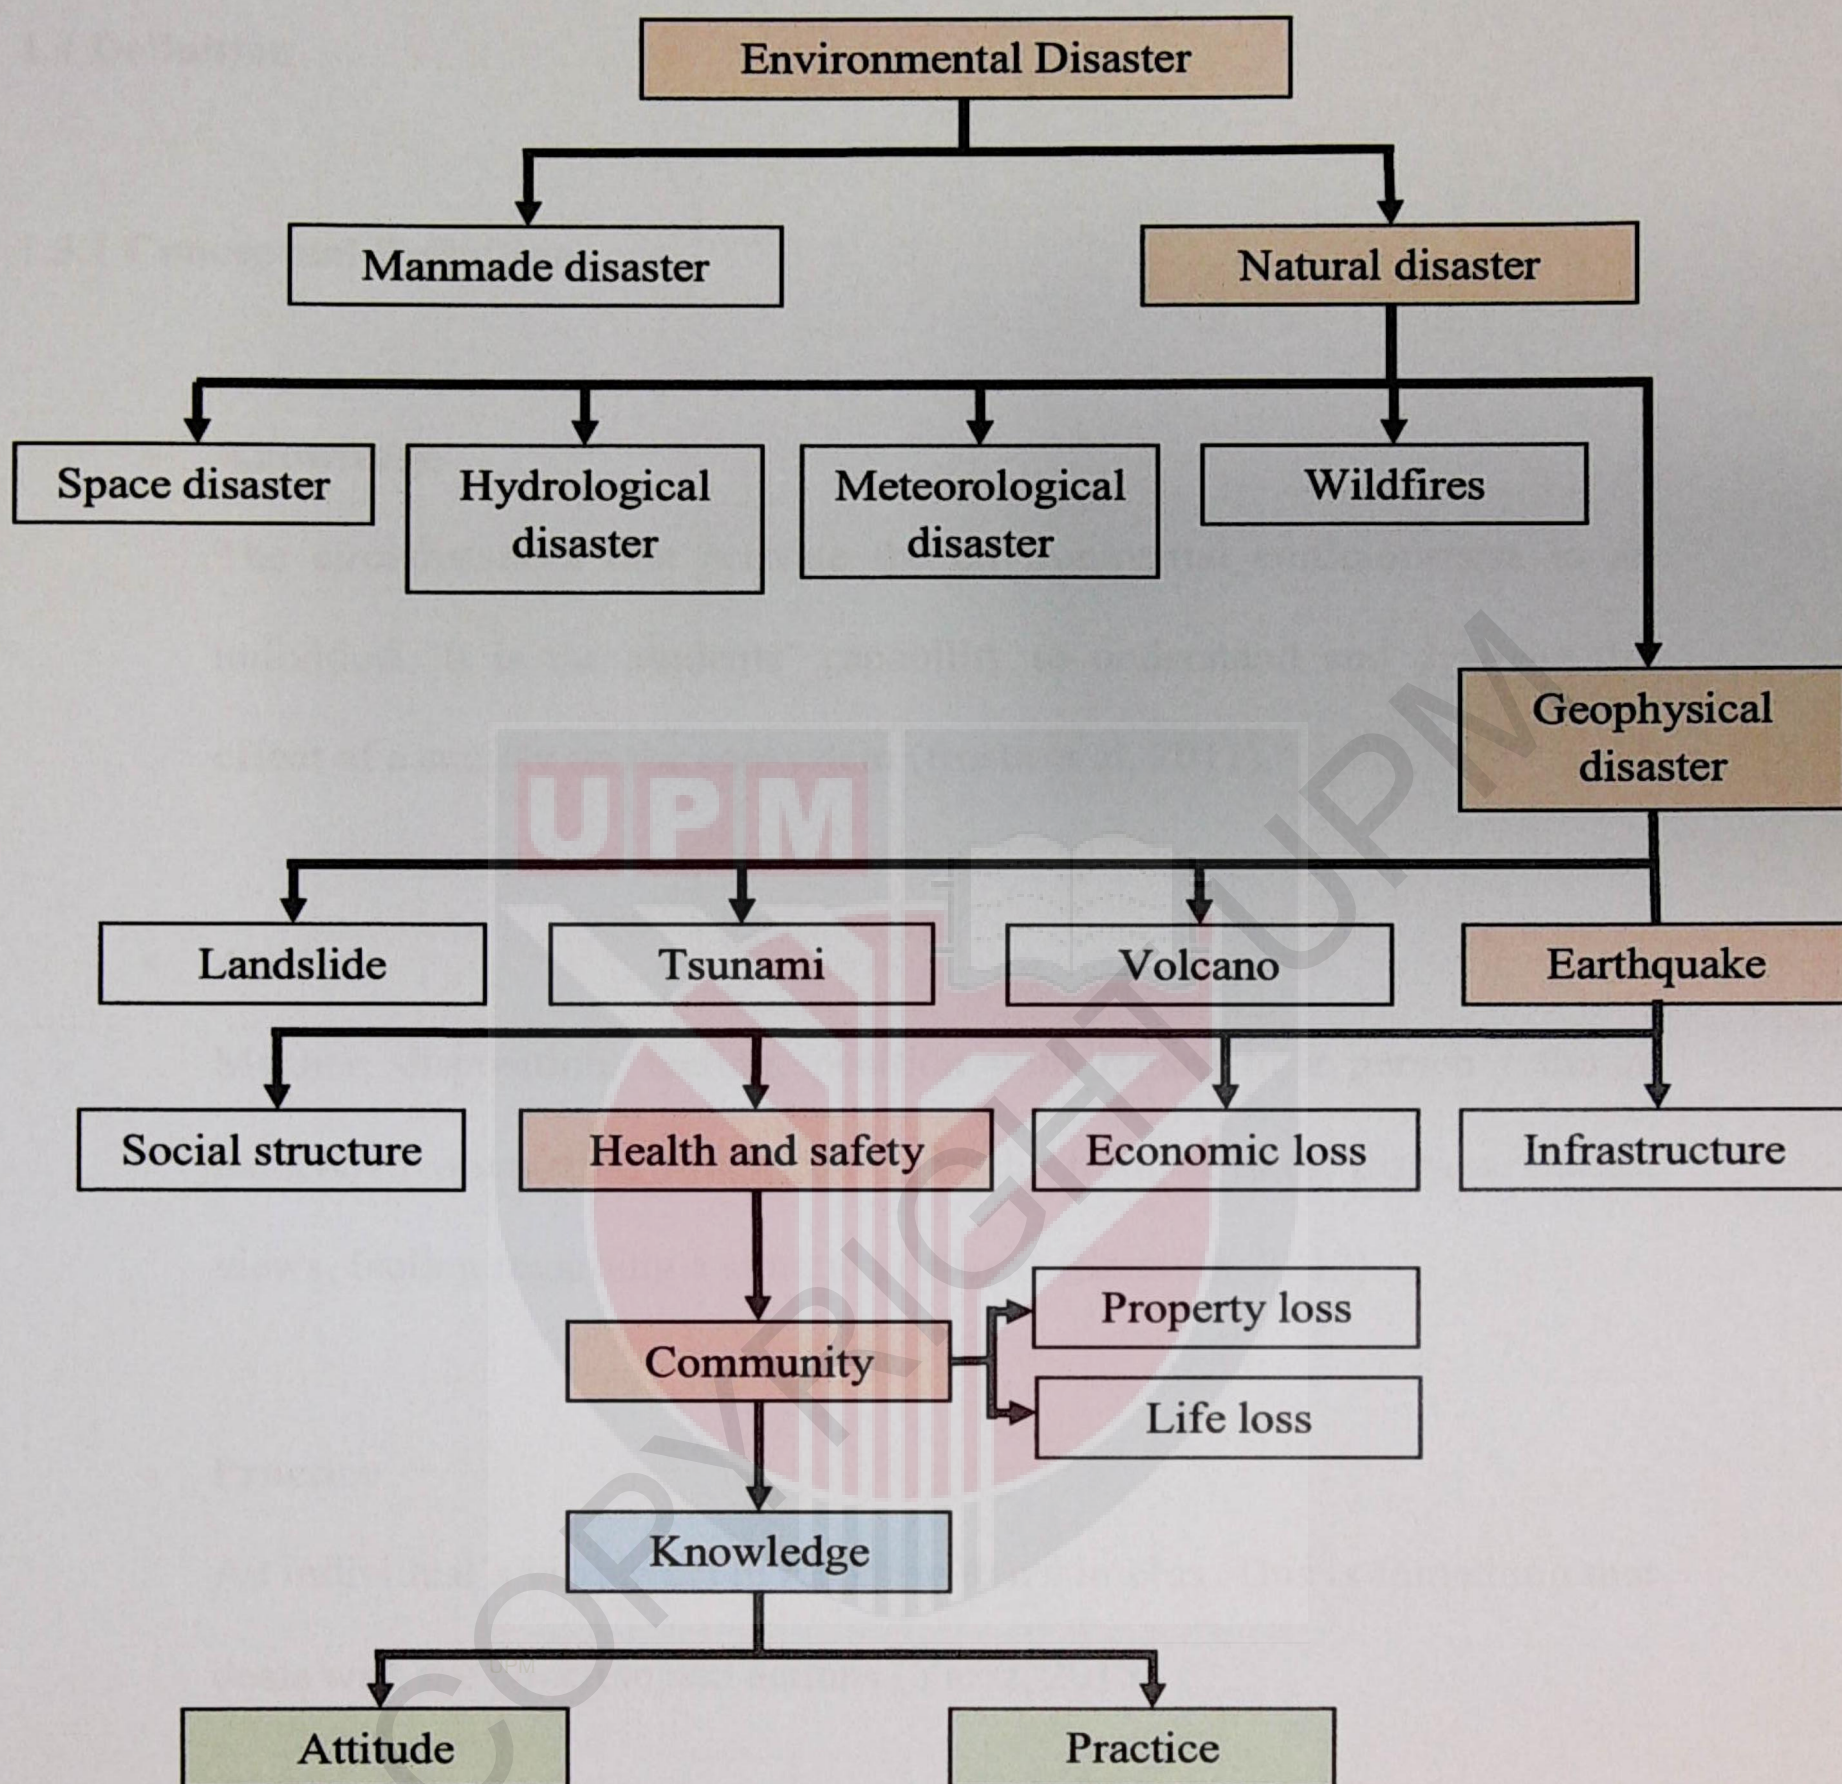 Environmental Disaster
Manmade disaster
Natural disaster
Space disaster
Hydrological
disaster
Meteorological
disaster
Wildfires
Geophysical
disaster
UPM
Landslide
Tsunami
Volcano
Earthquake
Social structure
Health and safety
Economic loss
Infrastructure
Community
Property loss
Life loss
Knowledge
Attitude
Practice
COPYRIGHT UPM
UPM